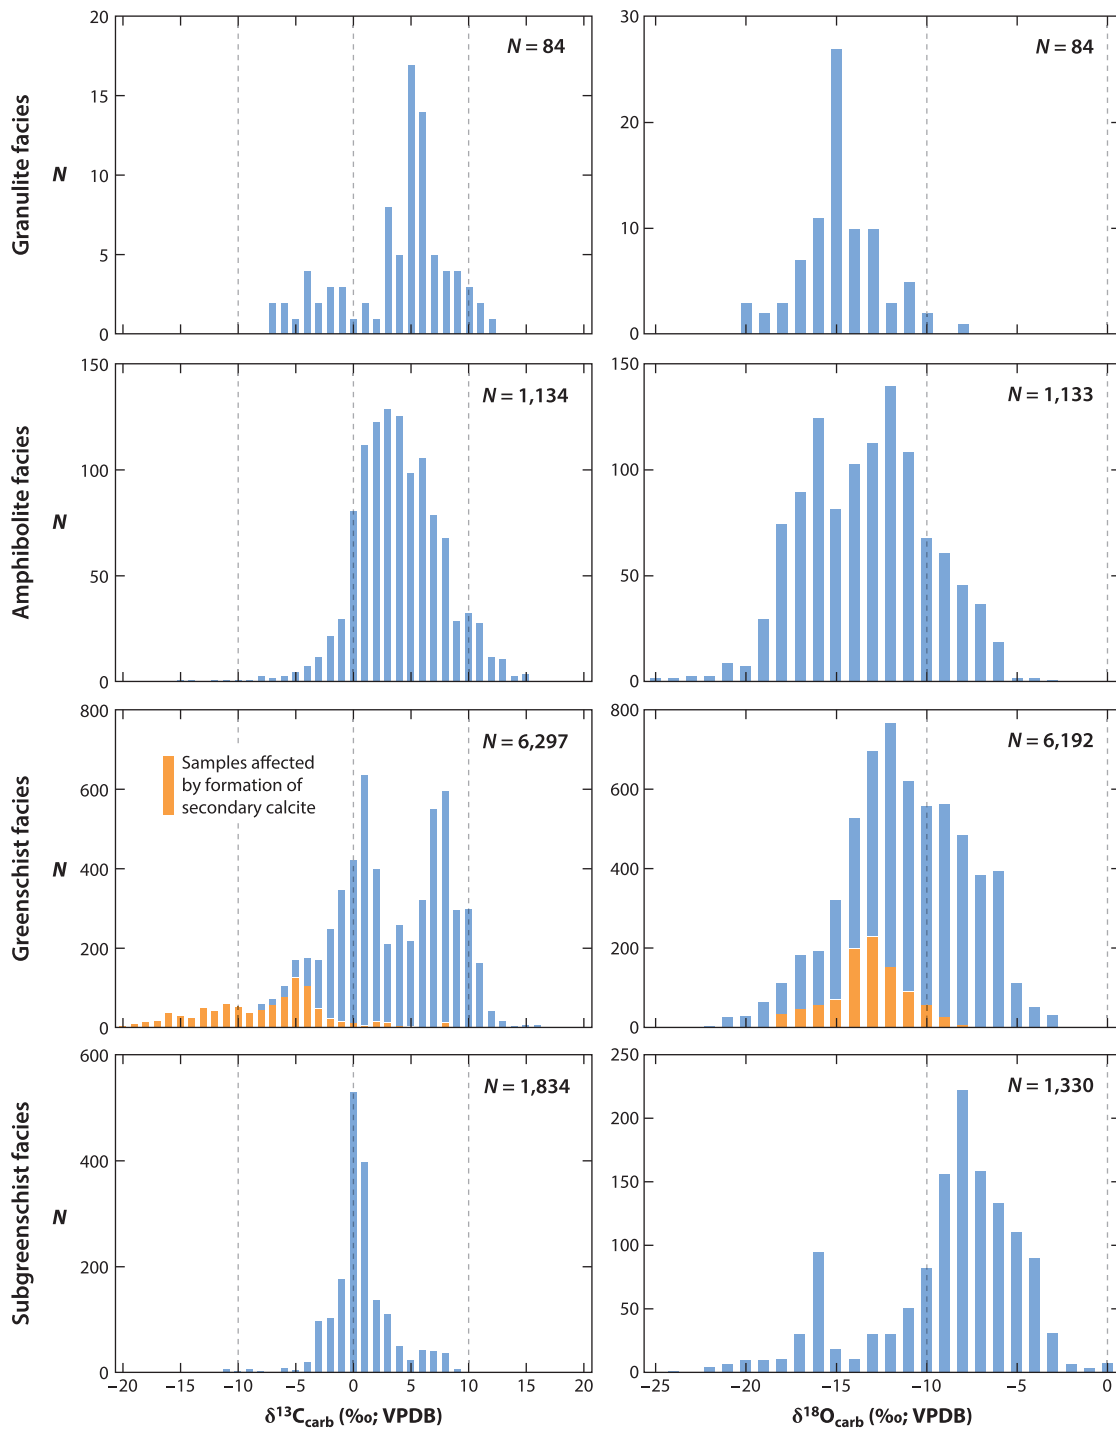 Granulite facies
N
20
15
10
5
0
N = 84
30
20
10
0
N = 84
Amphibolite facies
N
150
100
50
0
N = 1,134
150
100
50
0
N = 1,133
Greenschist facies
N
800
600
400
200
0
Samples affected
by formation of
secondary calcite
N = 6,297
800
600
400
200
0
N = 6,192
Subgreenschist facies
N
600
400
200
0
N = 1,834
−20 −15 −10 −5 0 5 10 15 20
δ¹³C_carb (‰; VPDB)
250
200
150
100
50
0
N = 1,330
−25 −20 −15 −10 −5 0
δ¹⁸O_carb (‰; VPDB)